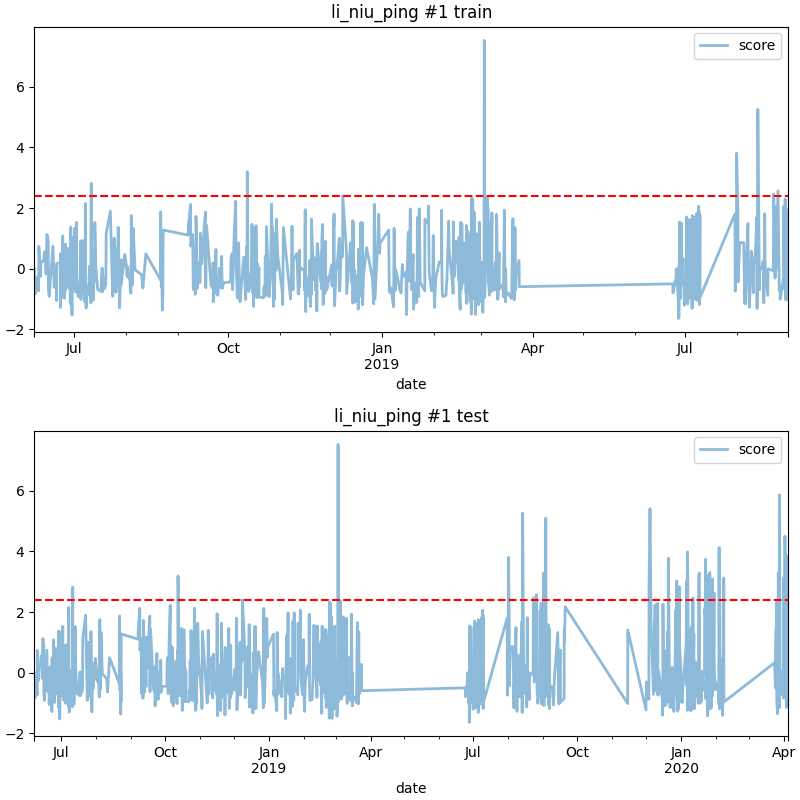 li_niu_ping #1 train
score
6
4
2
0
−2
Jul
Oct
Jan
2019
Apr
Jul
date
li_niu_ping #1 test
score
6
4
2
0
−2
Jul
Oct
Jan
2019
Apr
Jul
Oct
Jan
2020
Apr
date